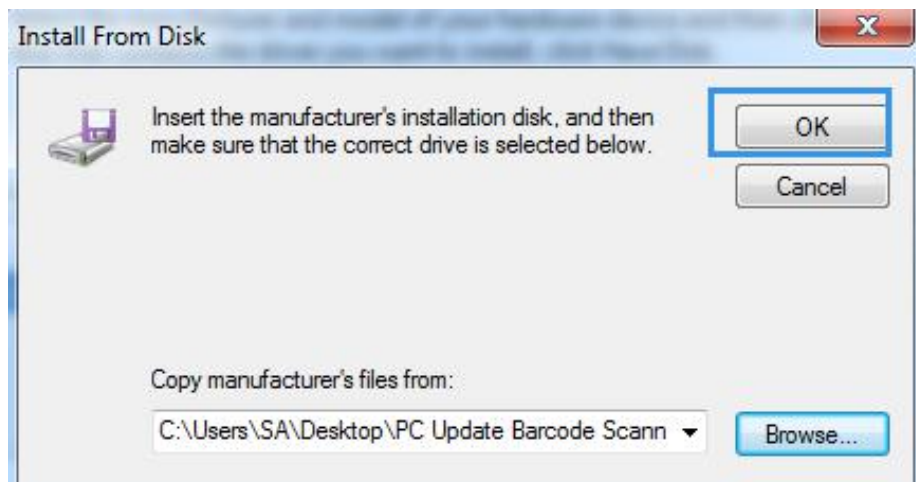 Install From Disk
Insert the manufacturer's installation disk, and then
make sure that the correct drive is selected below.
OK
Cancel
Copy manufacturer's files from:
C:\Users\SA\Desktop\PC Update Barcode Scann
Browse...